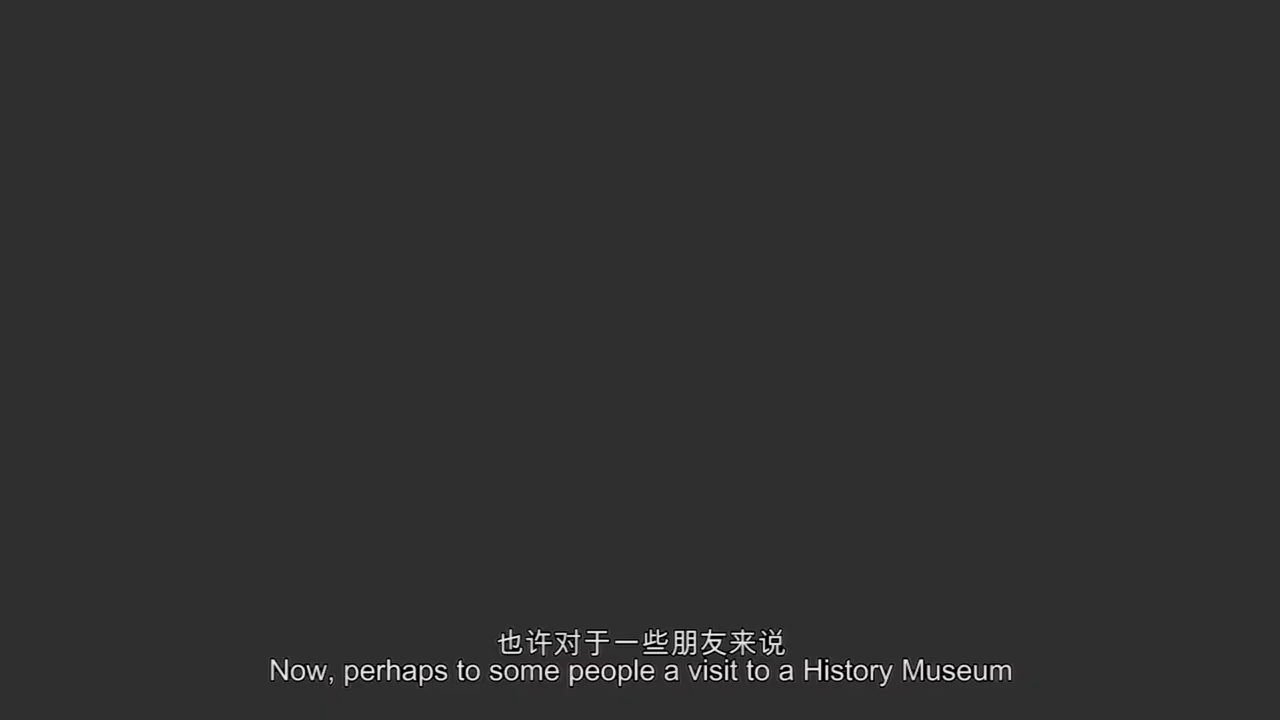 也许对于一些朋友来说
Now, perhaps to some people a visit to a History Museum